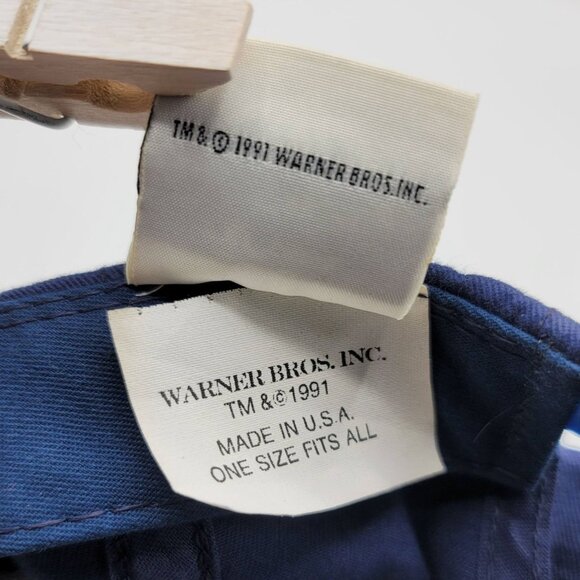 TM & © 1991 WARNER BROS.INC.
WARNER BROS. INC.
TM &©1991
MADE IN U.S.A.
ONE SIZE FITS ALL